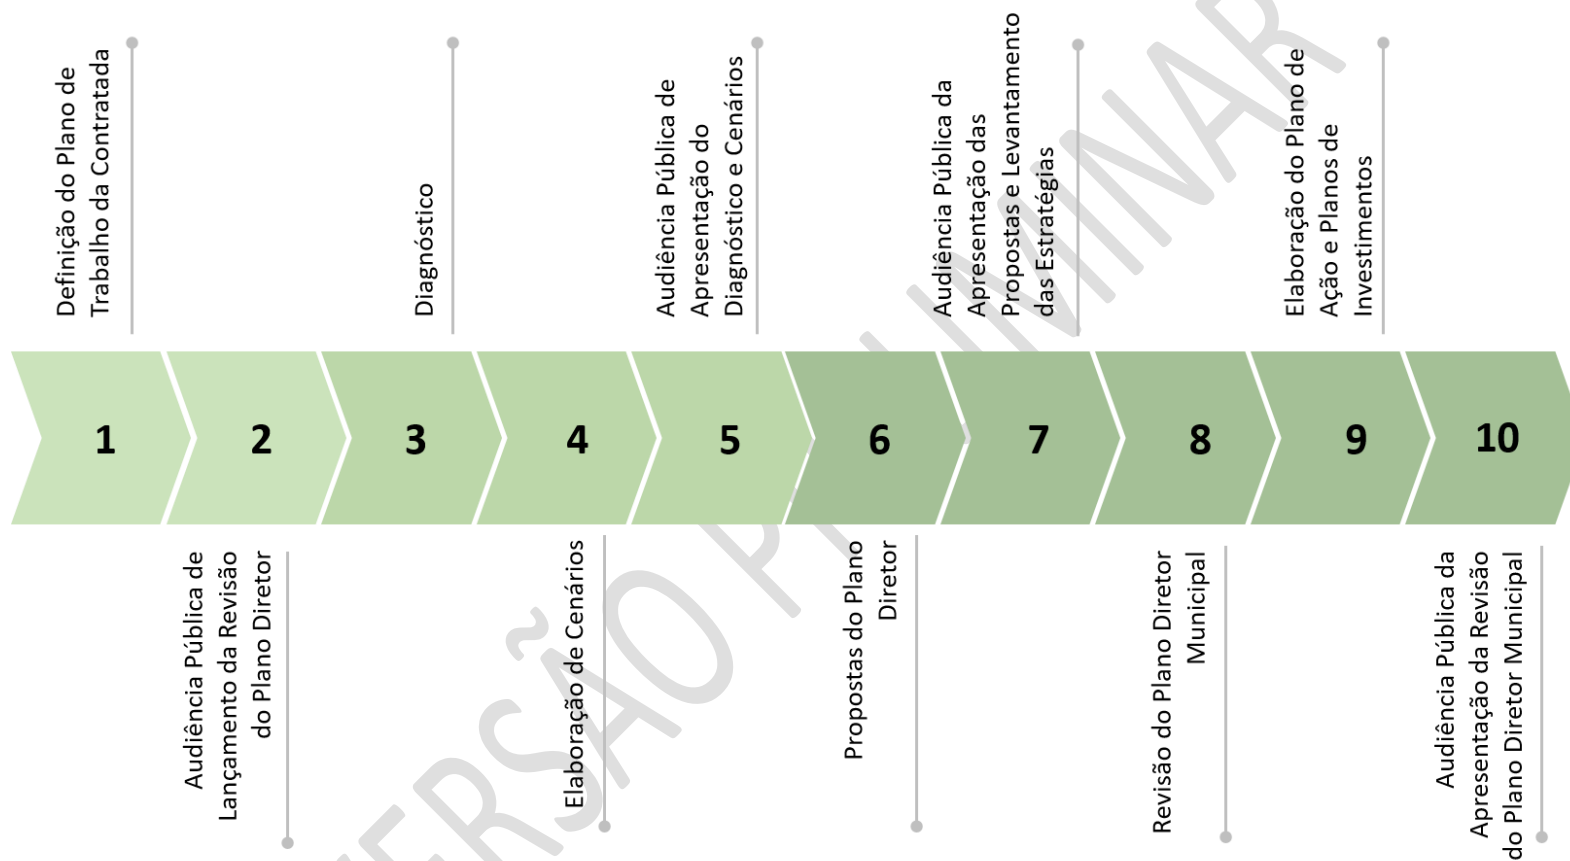 Definição do Plano de
Trabalho da Contratada
Diagnóstico
Audiência Pública de
Apresentação do
Diagnóstico e Cenários
Audiência Pública da
Apresentação das
Propostas e Levantamento
das Estratégias
Elaboração do Plano de
Ação e Planos de
Investimentos
1
2
3
4
5
6
7
8
9
10
Audiência Pública de
Lançamento da Revisão
do Plano Diretor
Elaboração de Cenários
Propostas do Plano
Diretor
Revisão do Plano Diretor
Municipal
Audiência Pública da
Apresentação da Revisão
do Plano Diretor Municipal